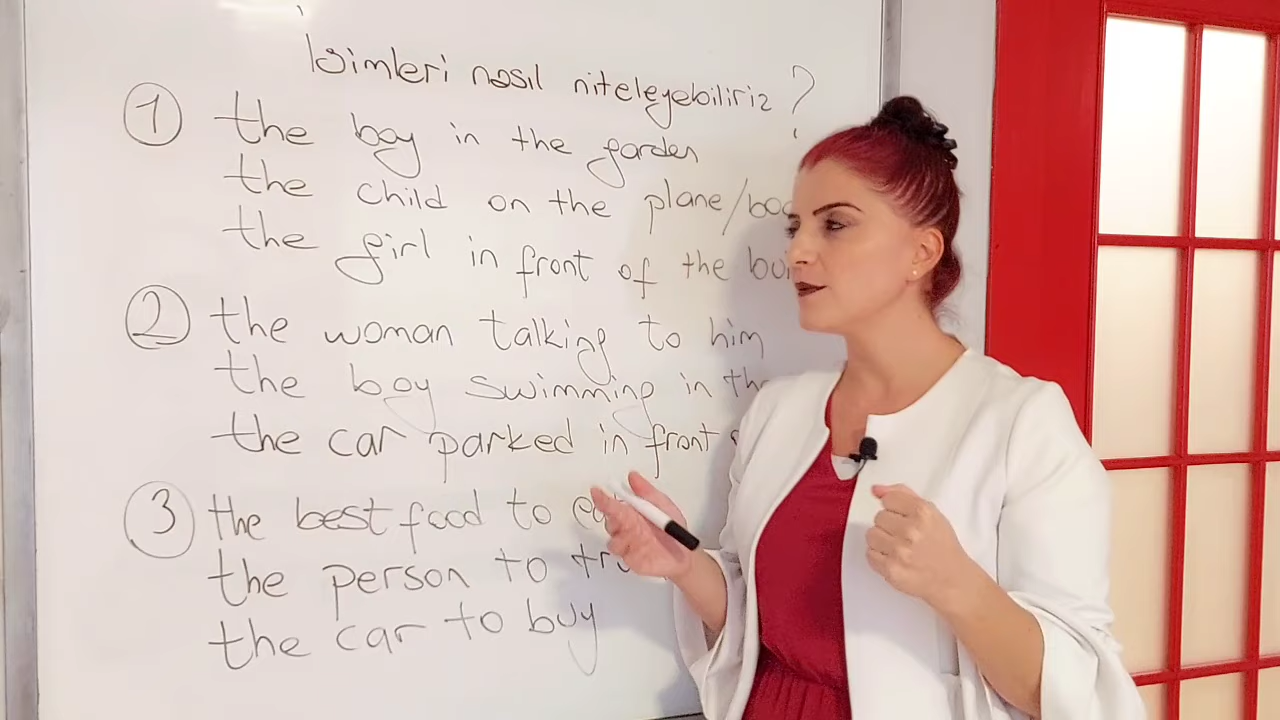 İsimleri nasıl niteleyebiliriz?
1 the boy in the garden
the child on the plane/
the girl in front of the
2 the woman talking to him
the boy swimming in
the car parked in front
3 the best food to
the person to
the car to buy